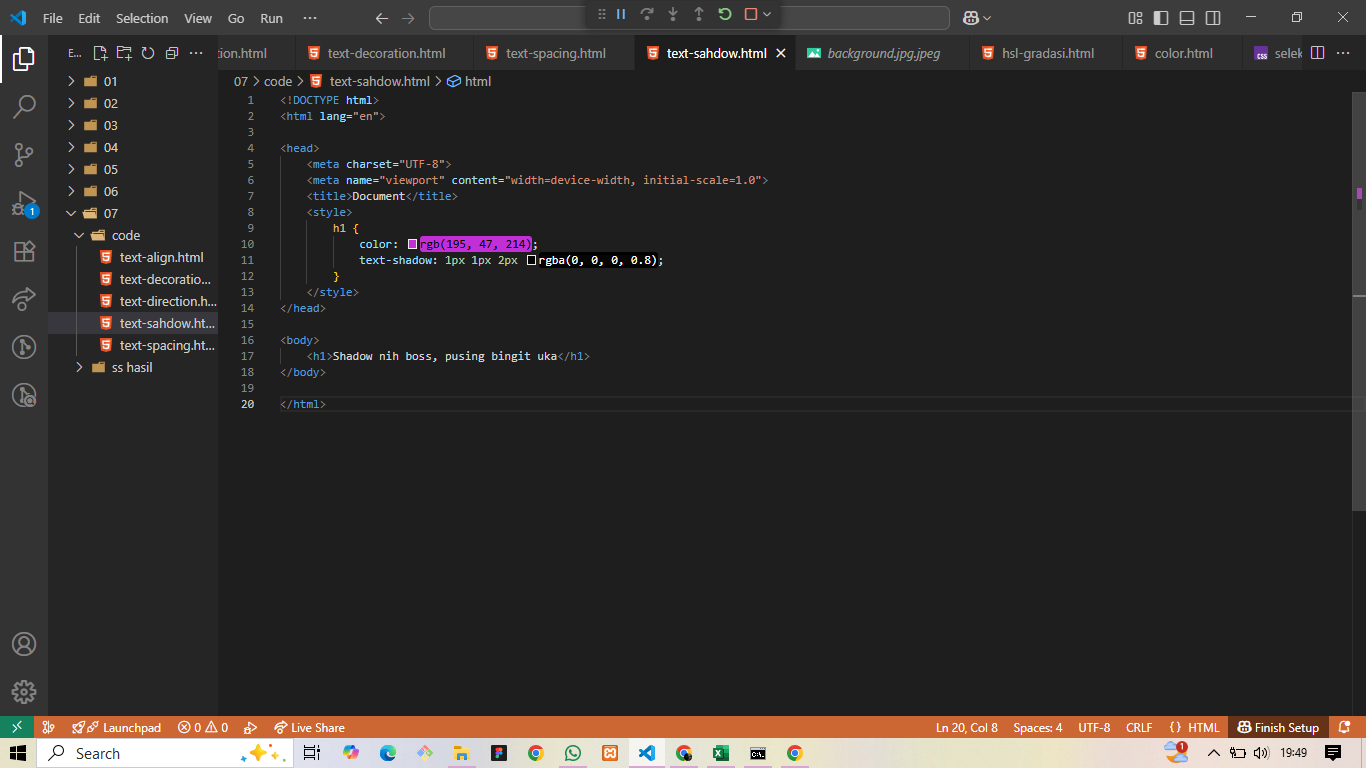 File Edit Selection View Go Run ···
E... ···
ion.html text-decoration.html text-spacing.html text-sahdow.html background.jpg.jpeg hsl-gradasi.html color.html selek ···
07 > code > text-sahdow.html > html
01
02
03
04
05
06
07
code
text-align.html
text-decoratio...
text-direction.h...
text-sahdow.ht...
text-spacing.ht...
ss hasil
1
1 <!DOCTYPE html>
2 <html lang="en">
3
4 <head>
5 <meta charset="UTF-8">
6 <meta name="viewport" content="width=device-width, initial-scale=1.0">
7 <title>Document</title>
8 <style>
9 h1 {
10 color: rgb(195, 47, 214);
11 text-shadow: 1px 1px 2px rgba(0, 0, 0, 0.8);
12 }
13 </style>
14 </head>
15
16 <body>
17 <h1>Shadow nih boss, pusing bingit uka</h1>
18 </body>
19
20 </html>
Launchpad 0 0 Live Share Ln 20, Col 8 Spaces: 4 UTF-8 CRLF {} HTML Finish Setup
Search 1 19:49